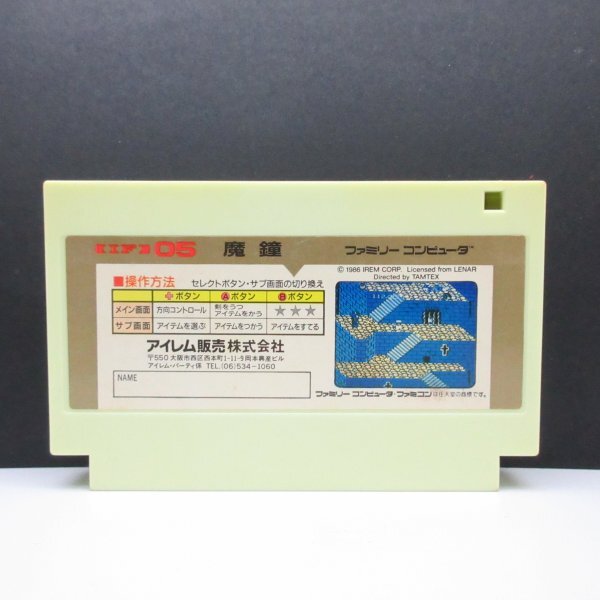 IF 05 魔鐘 ファミリー コンピュータ™
© 1986 IREM CORP. Licensed from LENAR
Directed by TAMTEX
■操作方法 セレクトボタン・サブ画面の切り換え
✚ボタン Ⓐボタン Ⓑボタン
メイン画面 方向コントロール 剣をうつ アイテムをかう ★★★
サブ画面 アイテムを選ぶ アイテムをつかう アイテムをすてる
アイレム販売株式会社
〒550 大阪市西区西本町1-11-9岡本興産ビル
アイレム・パーティ係 TEL.(06)534-1060
NAME
ファミリー コンピュータ・ファミコンは任天堂の商標です。